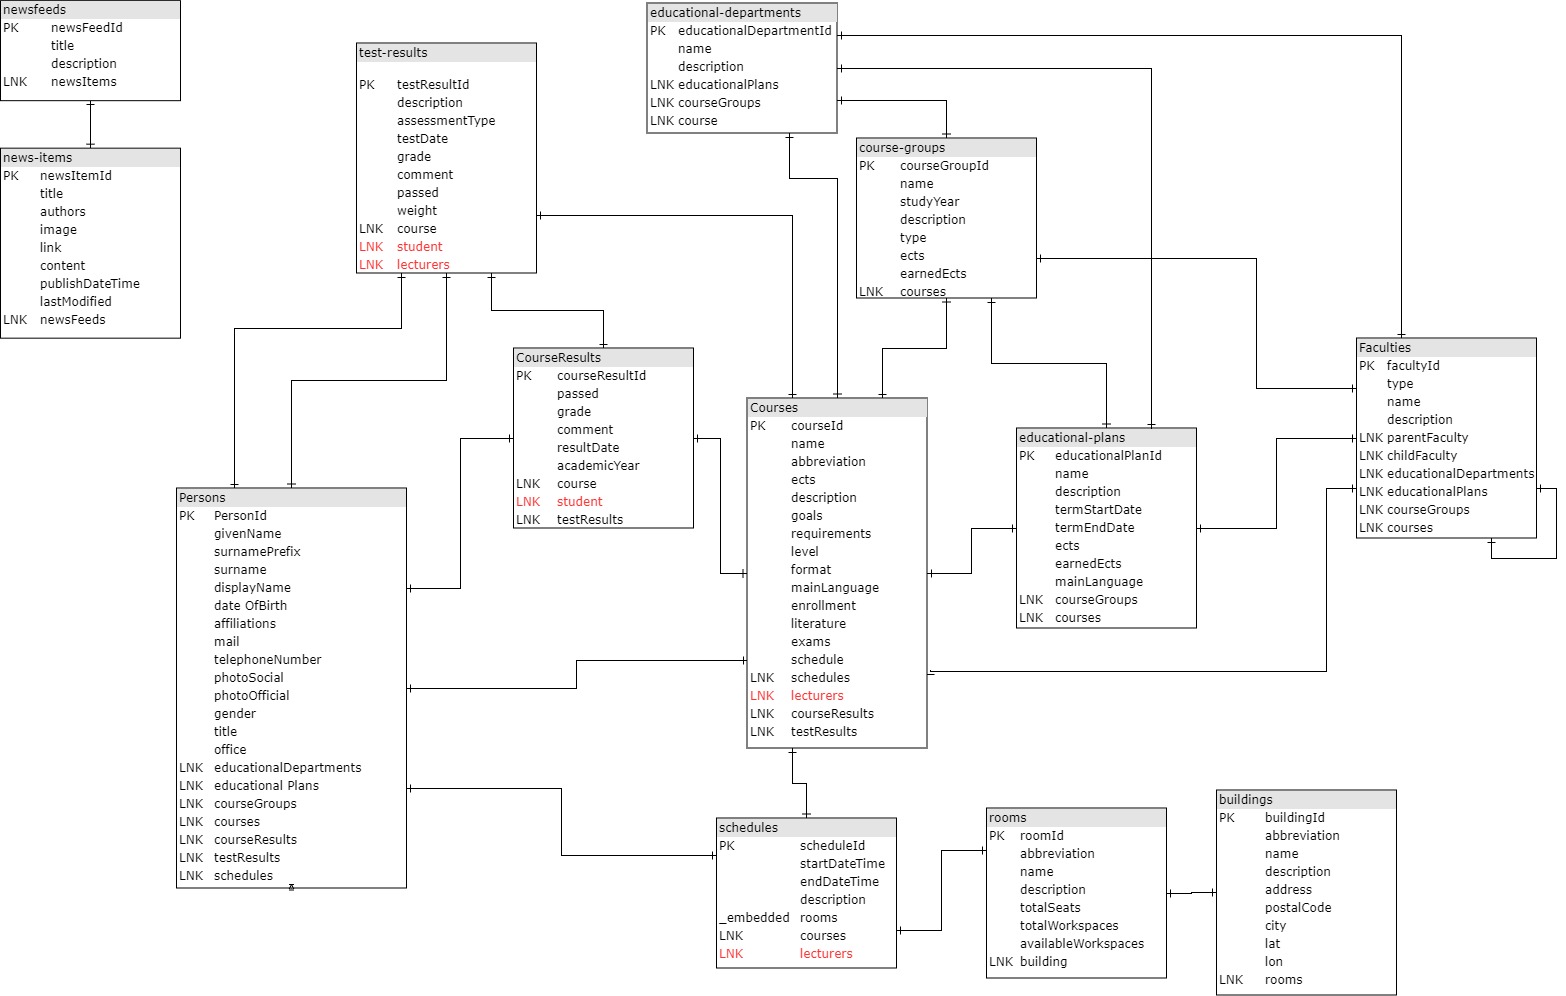 newsfeeds
PK newsFeedId
title
description
LNK newsItems
news-items
PK newsItemId
title
authors
image
link
content
publishDateTime
lastModified
LNK newsFeeds
test-results
PK testResultId
description
assessmentType
testDate
grade
comment
passed
weight
LNK course
LNK student
LNK lecturers
educational-departments
PK educationalDepartmentId
name
description
LNK educationalPlans
LNK courseGroups
LNK course
course-groups
PK courseGroupId
name
studyYear
description
type
ects
earnedEcts
LNK courses
Faculties
PK facultyId
type
name
description
LNK parentFaculty
LNK childFaculty
LNK educationalDepartments
LNK educationalPlans
LNK courseGroups
LNK courses
CourseResults
PK courseResultId
passed
grade
comment
resultDate
academicYear
LNK course
LNK student
LNK testResults
Courses
PK courseId
name
abbreviation
ects
description
goals
requirements
level
format
mainLanguage
enrollment
literature
exams
schedule
LNK schedules
LNK lecturers
LNK courseResults
LNK testResults
educational-plans
PK educationalPlanId
name
description
termStartDate
termEndDate
ects
earnedEcts
mainLanguage
LNK courseGroups
LNK courses
Persons
PK PersonId
givenName
surnamePrefix
surname
displayName
date OfBirth
affiliations
mail
telephoneNumber
photoSocial
photoOfficial
gender
title
office
LNK educationalDepartments
LNK educational Plans
LNK courseGroups
LNK courses
LNK courseResults
LNK testResults
LNK schedules
schedules
PK scheduleId
startDateTime
endDateTime
description
_embedded rooms
LNK courses
LNK lecturers
rooms
PK roomId
abbreviation
name
description
totalSeats
totalWorkspaces
availableWorkspaces
LNK building
buildings
PK buildingId
abbreviation
name
description
address
postalCode
city
lat
lon
LNK rooms